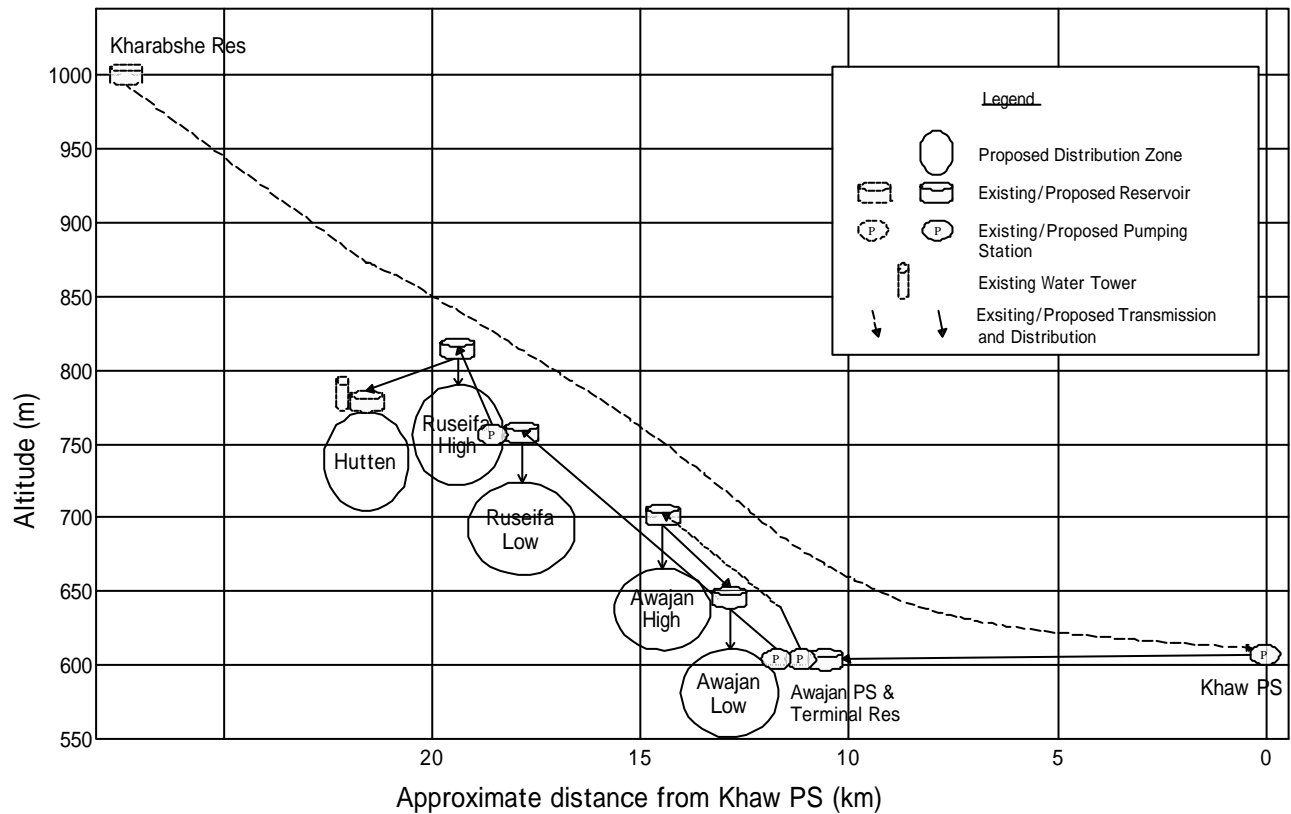 Kharabshe Res
1000
950
900
850
800
750
700
650
600
550
Altitude (m)
Legend
Proposed Distribution Zone
Existing/Proposed Reservoir
P
P
Existing/Proposed Pumping
Station
Existing Water Tower
Exsiting/Proposed Transmission
and Distribution
Hutten
Ruseifa
High
P
Ruseifa
Low
Awajan
High
Awajan
Low
P
P
Awajan PS &
Terminal Res
P
Khaw PS
20
15
10
5
0
Approximate distance from Khaw PS (km)